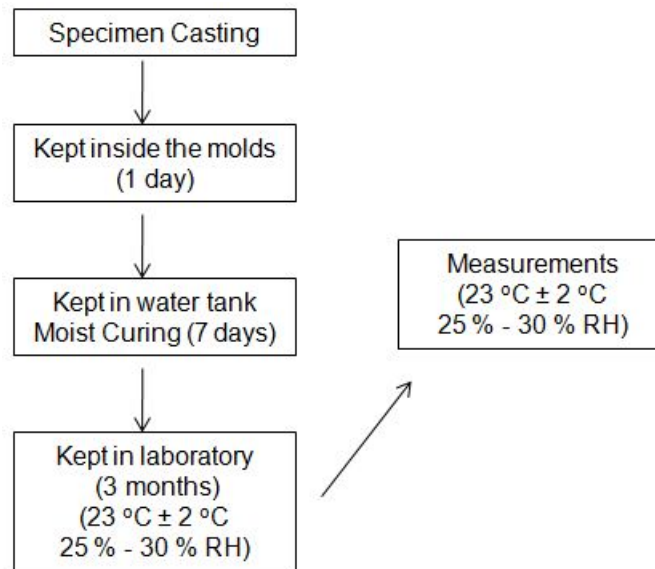 Specimen Casting
Kept inside the molds
(1 day)
Kept in water tank
Moist Curing (7 days)
Kept in laboratory
(3 months)
(23 ºC ± 2 ºC
25 % - 30 % RH)
Measurements
(23 ºC ± 2 ºC
25 % - 30 % RH)